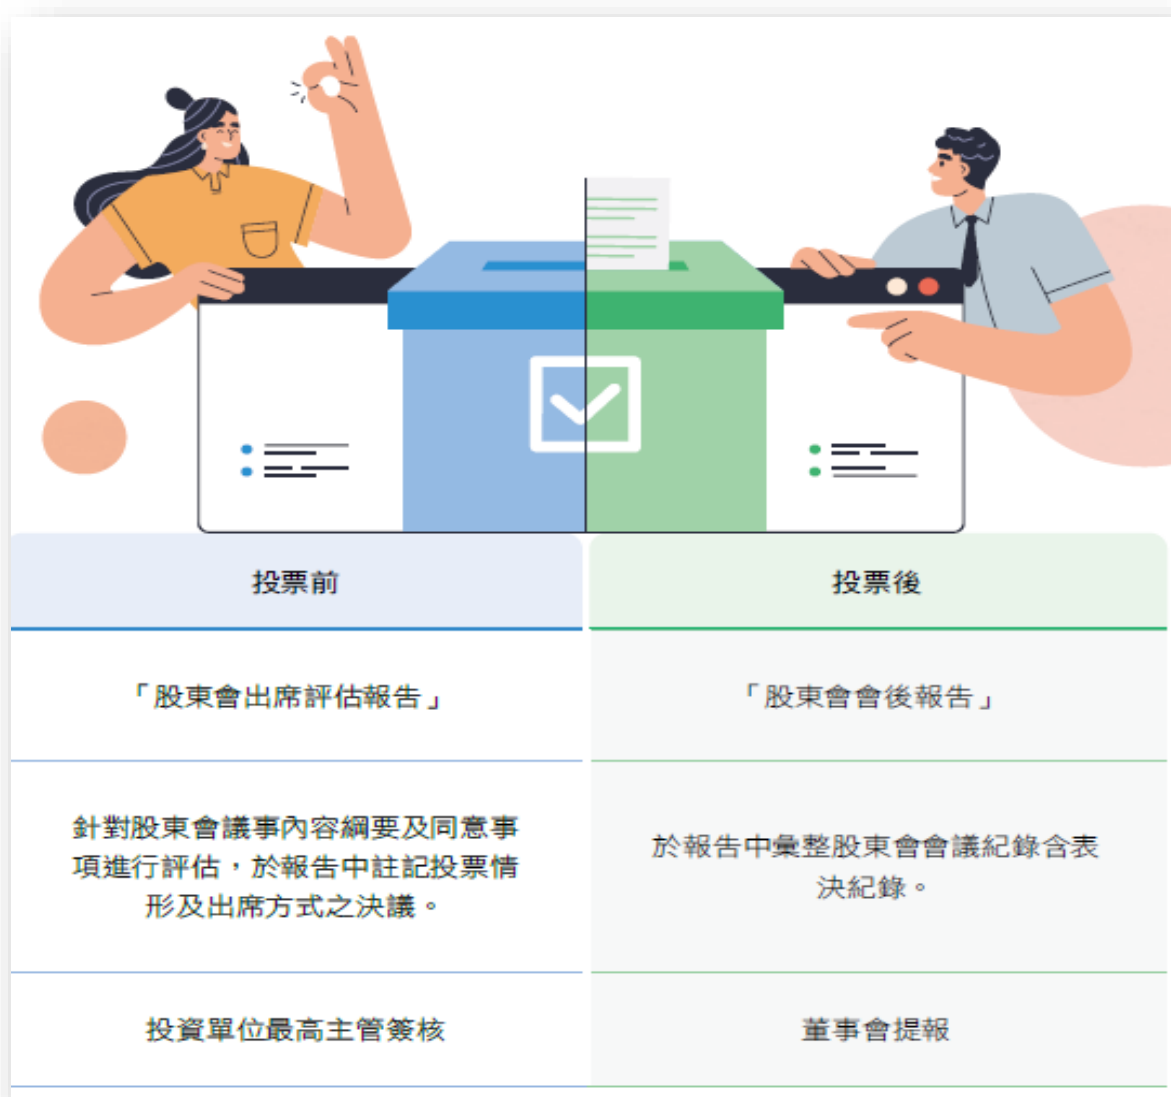 投票前
投票後
「股東會出席評估報告」
「股東會會後報告」
針對股東會議事內容綱要及同意事
項進行評估，於報告中註記投票情
形及出席方式之決議。
於報告中彙整股東會會議紀錄含表
決紀錄。
投資單位最高主管簽核
董事會提報